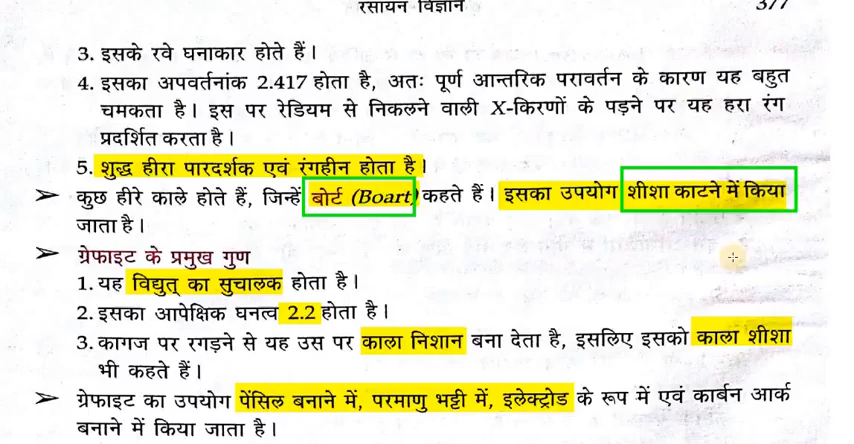 रसायन विज्ञान 377
3. इसके रवे घनाकार होते हैं।
4. इसका अपवर्तनांक 2.417 होता है, अतः पूर्ण आन्तरिक परावर्तन के कारण यह बहुत
चमकता है। इस पर रेडियम से निकलने वाली X-किरणों के पड़ने पर यह हरा रंग
प्रदर्शित करता है।
5. शुद्ध हीरा पारदर्शक एवं रंगहीन होता है।
➢ कुछ हीरे काले होते हैं, जिन्हें बोर्ट (Boart) कहते हैं। इसका उपयोग शीशा काटने में किया
जाता है।
➢ ग्रेफाइट के प्रमुख गुण
1. यह विद्युत् का सुचालक होता है।
2. इसका आपेक्षिक घनत्व 2.2 होता है।
3. कागज पर रगड़ने से यह उस पर काला निशान बना देता है, इसलिए इसको काला शीशा
भी कहते हैं।
➢ ग्रेफाइट का उपयोग पेंसिल बनाने में, परमाणु भट्टी में, इलेक्ट्रोड के रूप में एवं कार्बन आर्क
बनाने में किया जाता है।